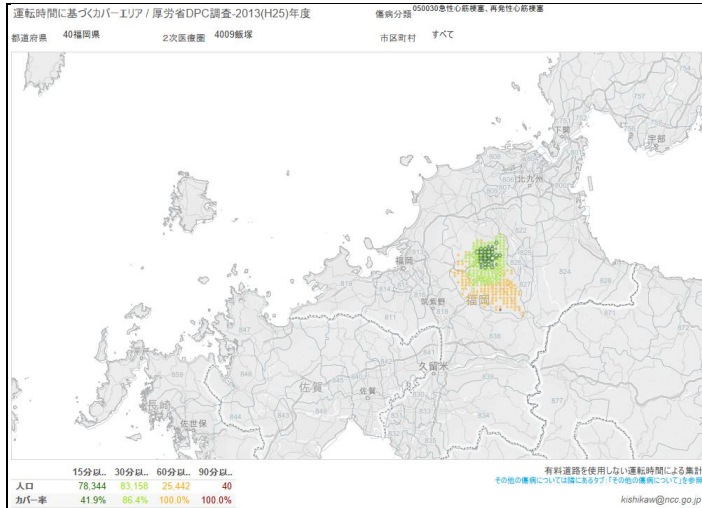 運転時間に基づくカバーエリア / 厚労省DPC調査-2013(H25)年度
傷病分類 050030急性心筋梗塞、再発性心筋梗塞
都道府県 40福岡県 2次医療圏 4009飯塚 市区町村 すべて
下関
宇部
北九州
福岡
筑紫野
福岡
久留米
佐賀
佐賀
長崎
佐世保
15分以.. 30分以.. 60分以.. 90分以..
人口 78,344 83,158 25,442 40
カバー率 41.9% 86.4% 100.0% 100.0%
有料道路を使用しない運転時間による集計
その他の傷病については隣にあるタブ:「その他の傷病について」を参照
kishikaw@ncc.go.jp